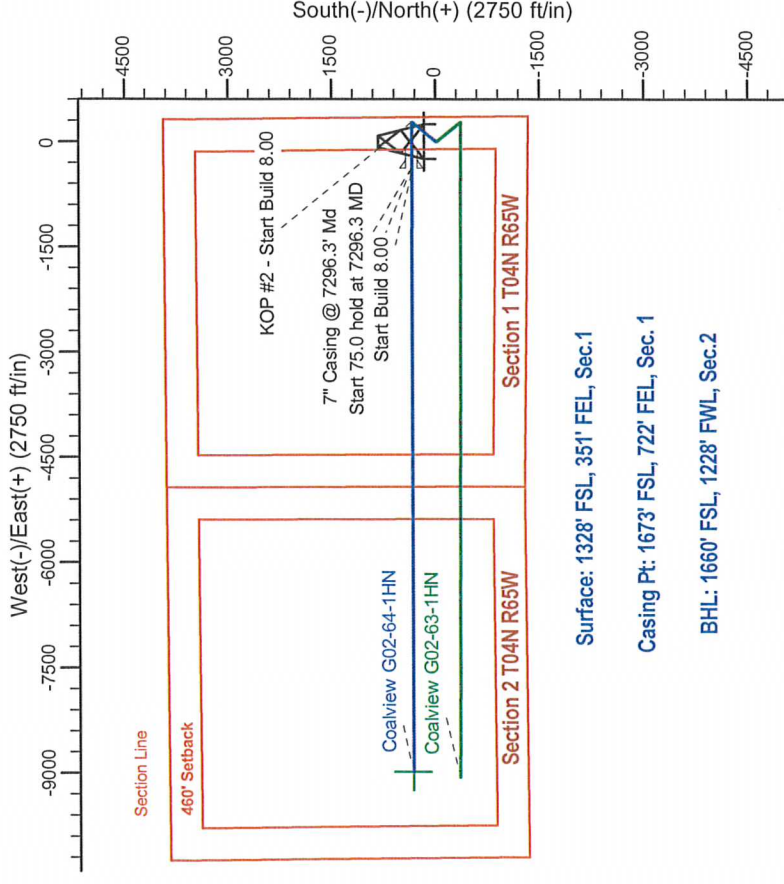 South(-)/North(+) (2750 ft/in)
4500
3000
1500
0
-1500
-3000
-4500
West(-)/East(+) (2750 ft/in)
0
-1500
-3000
-4500
-6000
-7500
-9000
KOP #2 - Start Build 8.00
7" Casing @ 7296.3' Md
Start 75.0 hold at 7296.3 MD
Start Build 8.00
Section 1 T04N R65W
Section Line
460' Setback
Coalview G02-64-1HN
Coalview G02-63-1HN
Section 2 T04N R65W
Surface: 1328' FSL, 351' FEL, Sec.1
Casing Pt: 1673' FSL, 722' FEL, Sec. 1
BHL: 1660' FSL, 1228' FWL, Sec.2